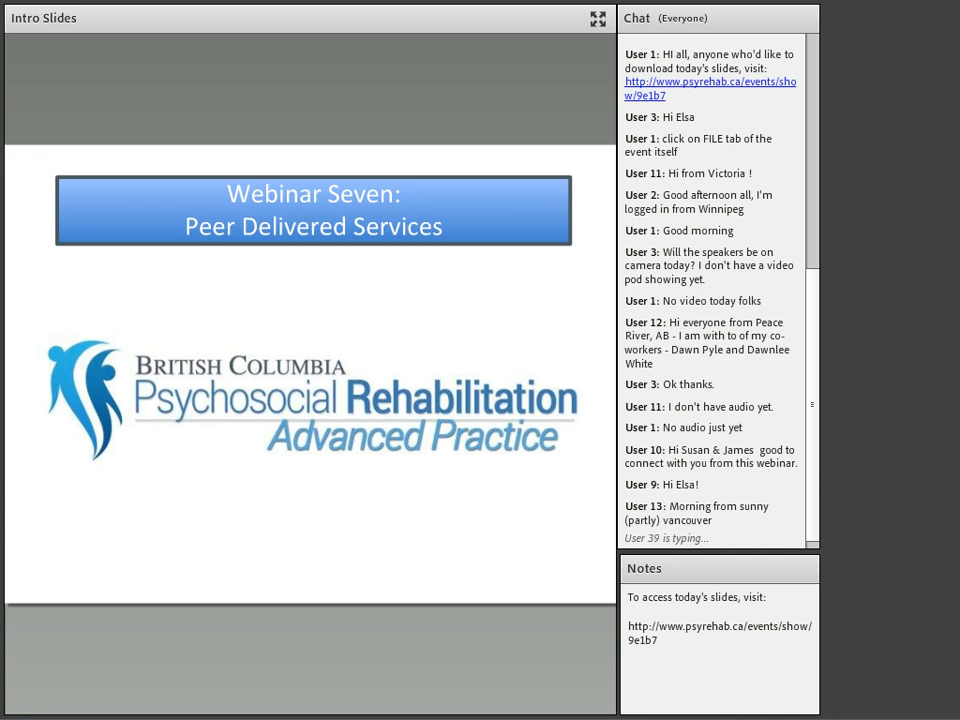 Intro Slides
Webinar Seven:
Peer Delivered Services
BRITISH COLUMBIA
Psychosocial Rehabilitation
Advanced Practice
Chat (Everyone)
User 1: HI all, anyone who'd like to
download today's slides, visit:
http://www.psyrehab.ca/events/sho
w/9e1b7
User 3: Hi Elsa
User 1: click on FILE tab of the
event itself
User 11: Hi from Victoria !
User 2: Good afternoon all, I'm
logged in from Winnipeg
User 1: Good morning
User 3: Will the speakers be on
camera today? I don't have a video
pod showing yet.
User 1: No video today folks
User 12: Hi everyone from Peace
River, AB - I am with to of my co-
workers - Dawn Pyle and Dawnlee
White
User 3: Ok thanks.
User 11: I don't have audio yet.
User 1: No audio just yet
User 10: Hi Susan & James  good to
connect with you from this webinar.
User 9: Hi Elsa!
User 13: Morning from sunny
(partly) vancouver
User 39 is typing...
Notes
To access today's slides, visit:
http://www.psyrehab.ca/events/show/
9e1b7